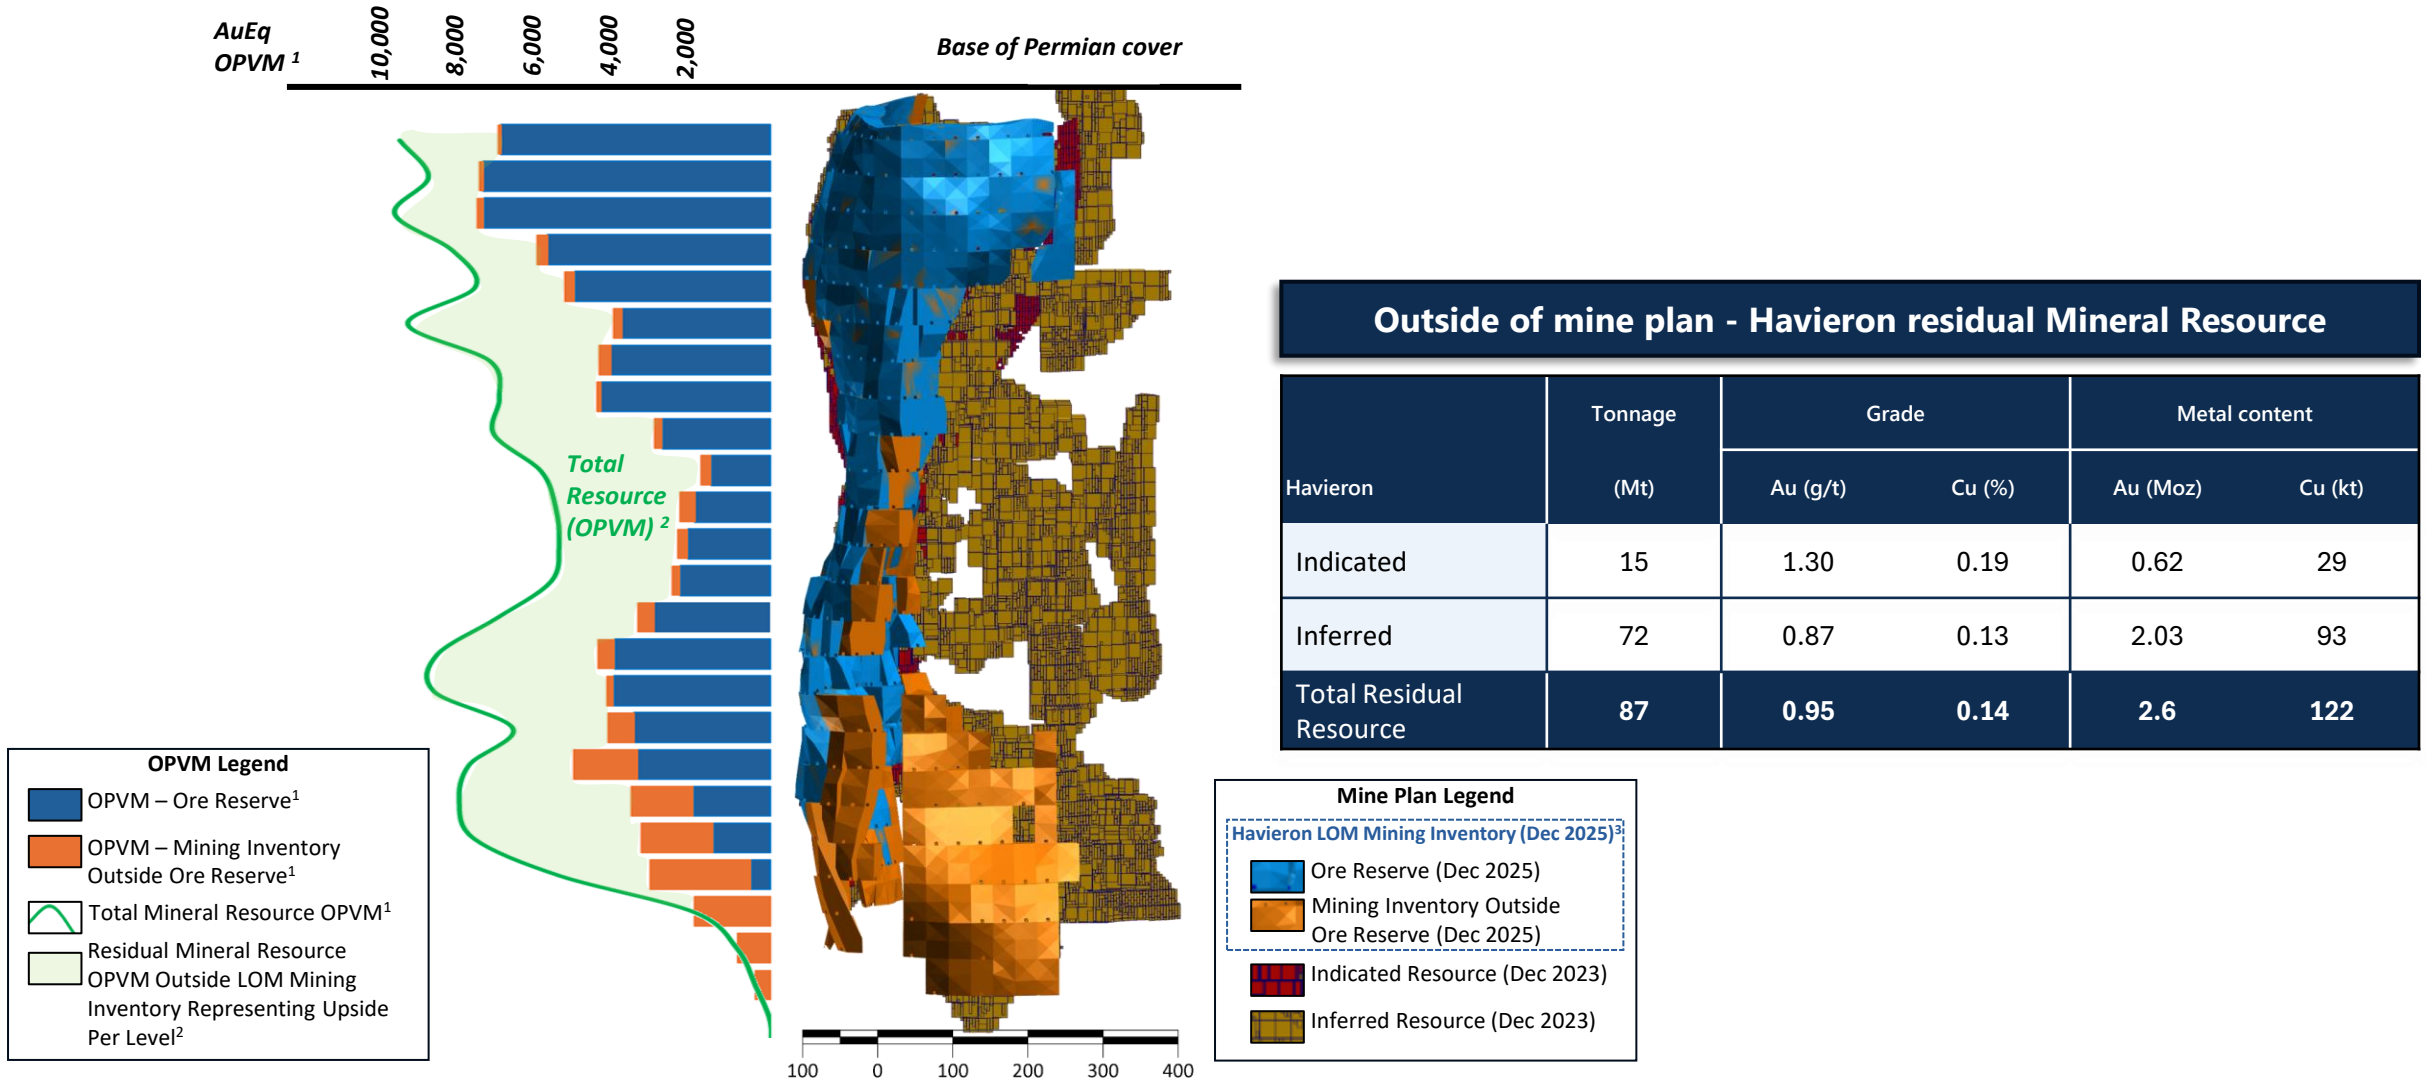 AuEq
OPVM 1
10,000
8,000
6,000
4,000
2,000
Base of Permian cover
Total
Resource
(OPVM) 2
OPVM Legend
OPVM – Ore Reserve1
OPVM – Mining Inventory
Outside Ore Reserve1
Total Mineral Resource OPVM1
Residual Mineral Resource
OPVM Outside LOM Mining
Inventory Representing Upside
Per Level2
100 0 100 200 300 400
Outside of mine plan - Havieron residual Mineral Resource
Tonnage Grade Metal content
Havieron (Mt) Au (g/t) Cu (%) Au (Moz) Cu (kt)
Indicated 15 1.30 0.19 0.62 29
Inferred 72 0.87 0.13 2.03 93
Total Residual
Resource 87 0.95 0.14 2.6 122
Mine Plan Legend
Havieron LOM Mining Inventory (Dec 2025)3
Ore Reserve (Dec 2025)
Mining Inventory Outside
Ore Reserve (Dec 2025)
Indicated Resource (Dec 2023)
Inferred Resource (Dec 2023)